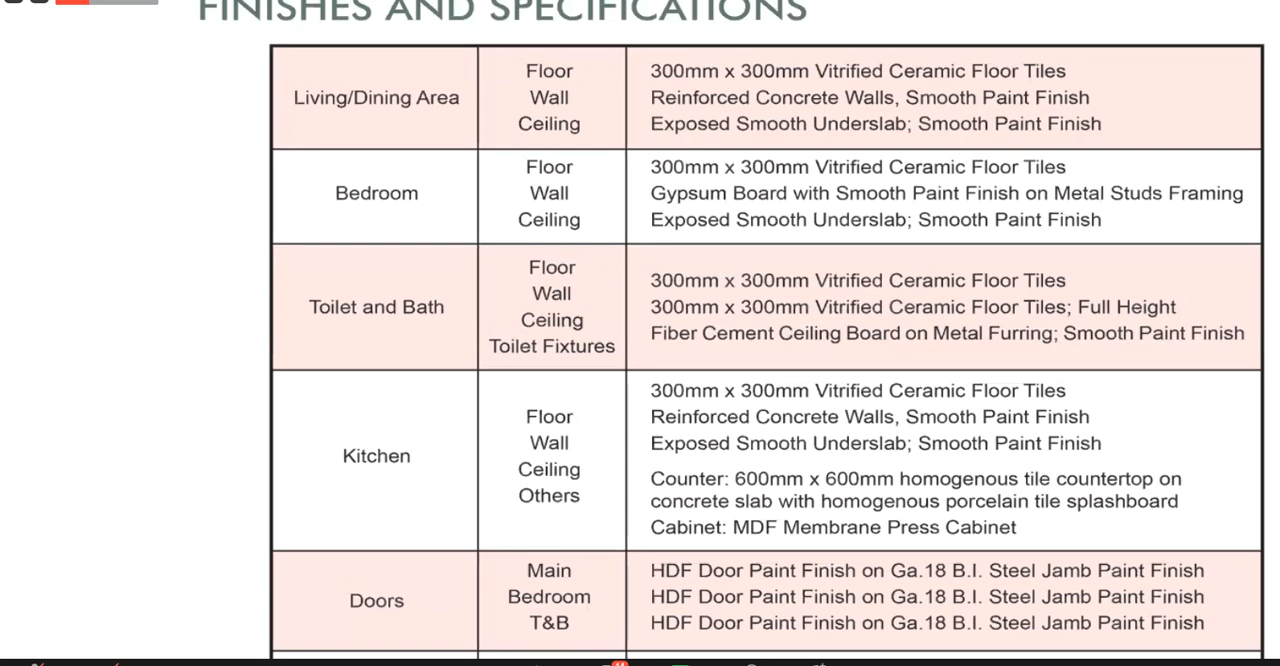 FINISHES AND SPECIFICATIONS
Living/Dining Area
Floor
Wall
Ceiling
300mm x 300mm Vitrified Ceramic Floor Tiles
Reinforced Concrete Walls, Smooth Paint Finish
Exposed Smooth Underslab; Smooth Paint Finish
Bedroom
Floor
Wall
Ceiling
300mm x 300mm Vitrified Ceramic Floor Tiles
Gypsum Board with Smooth Paint Finish on Metal Studs Framing
Exposed Smooth Underslab; Smooth Paint Finish
Toilet and Bath
Floor
Wall
Ceiling
Toilet Fixtures
300mm x 300mm Vitrified Ceramic Floor Tiles
300mm x 300mm Vitrified Ceramic Floor Tiles; Full Height
Fiber Cement Ceiling Board on Metal Furring; Smooth Paint Finish
Kitchen
Floor
Wall
Ceiling
Others
300mm x 300mm Vitrified Ceramic Floor Tiles
Reinforced Concrete Walls, Smooth Paint Finish
Exposed Smooth Underslab; Smooth Paint Finish
Counter: 600mm x 600mm homogenous tile countertop on
concrete slab with homogenous porcelain tile splashboard
Cabinet: MDF Membrane Press Cabinet
Doors
Main
Bedroom
T&B
HDF Door Paint Finish on Ga.18 B.I. Steel Jamb Paint Finish
HDF Door Paint Finish on Ga.18 B.I. Steel Jamb Paint Finish
HDF Door Paint Finish on Ga.18 B.I. Steel Jamb Paint Finish